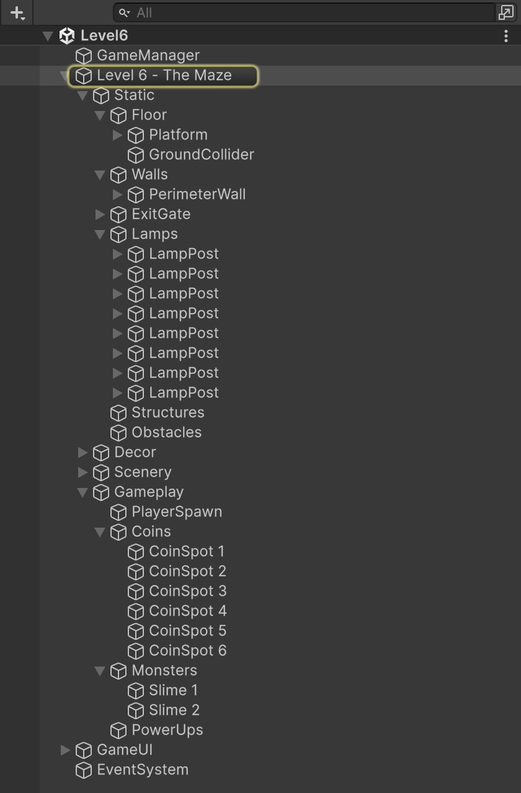 All
Level6
GameManager
Level 6 - The Maze
Static
Floor
Platform
GroundCollider
Walls
PerimeterWall
ExitGate
Lamps
LampPost
LampPost
LampPost
LampPost
LampPost
LampPost
LampPost
LampPost
Structures
Obstacles
Decor
Scenery
Gameplay
PlayerSpawn
Coins
CoinSpot 1
CoinSpot 2
CoinSpot 3
CoinSpot 4
CoinSpot 5
CoinSpot 6
Monsters
Slime 1
Slime 2
PowerUps
GameUI
EventSystem